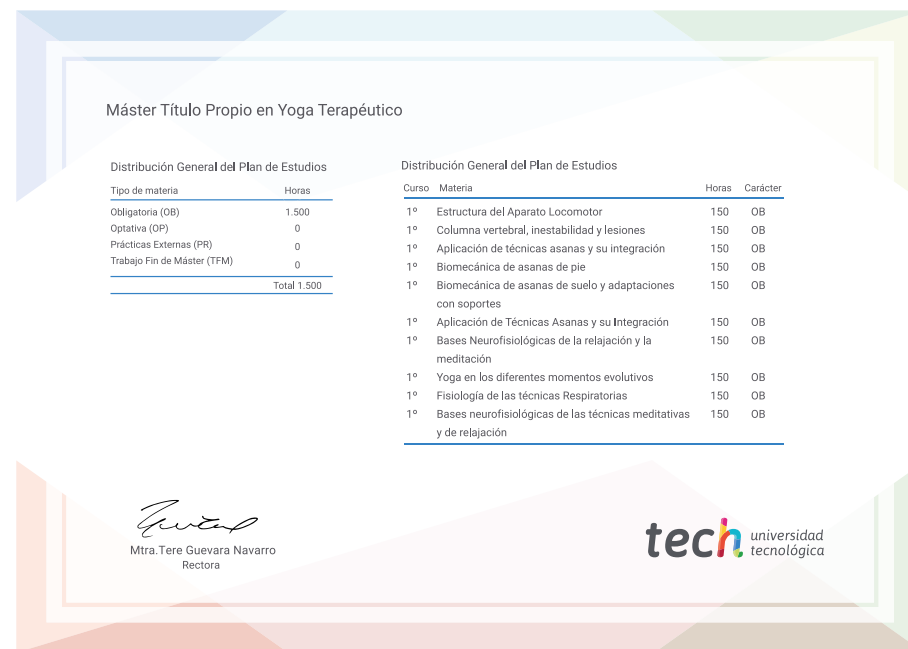 Máster Título Propio en Yoga Terapéutico
Distribución General del Plan de Estudios
Tipo de materia Horas
Obligatoria (OB) 1.500
Optativa (OP) 0
Prácticas Externas (PR) 0
Trabajo Fin de Máster (TFM) 0
Total 1.500
Distribución General del Plan de Estudios
Curso Materia Horas Carácter
1º Estructura del Aparato Locomotor 150 OB
1º Columna vertebral, inestabilidad y lesiones 150 OB
1º Aplicación de técnicas asanas y su integración 150 OB
1º Biomecánica de asanas de pie 150 OB
1º Biomecánica de asanas de suelo y adaptaciones 150 OB
con soportes
1º Aplicación de Técnicas Asanas y su Integración 150 OB
1º Bases Neurofisiológicas de la relajación y la 150 OB
meditación
1º Yoga en los diferentes momentos evolutivos 150 OB
1º Fisiología de las técnicas Respiratorias 150 OB
1º Bases neurofisiológicas de las técnicas meditativas 150 OB
y de relajación
Mtra.Tere Guevara Navarro
Rectora
tech universidad
tecnológica